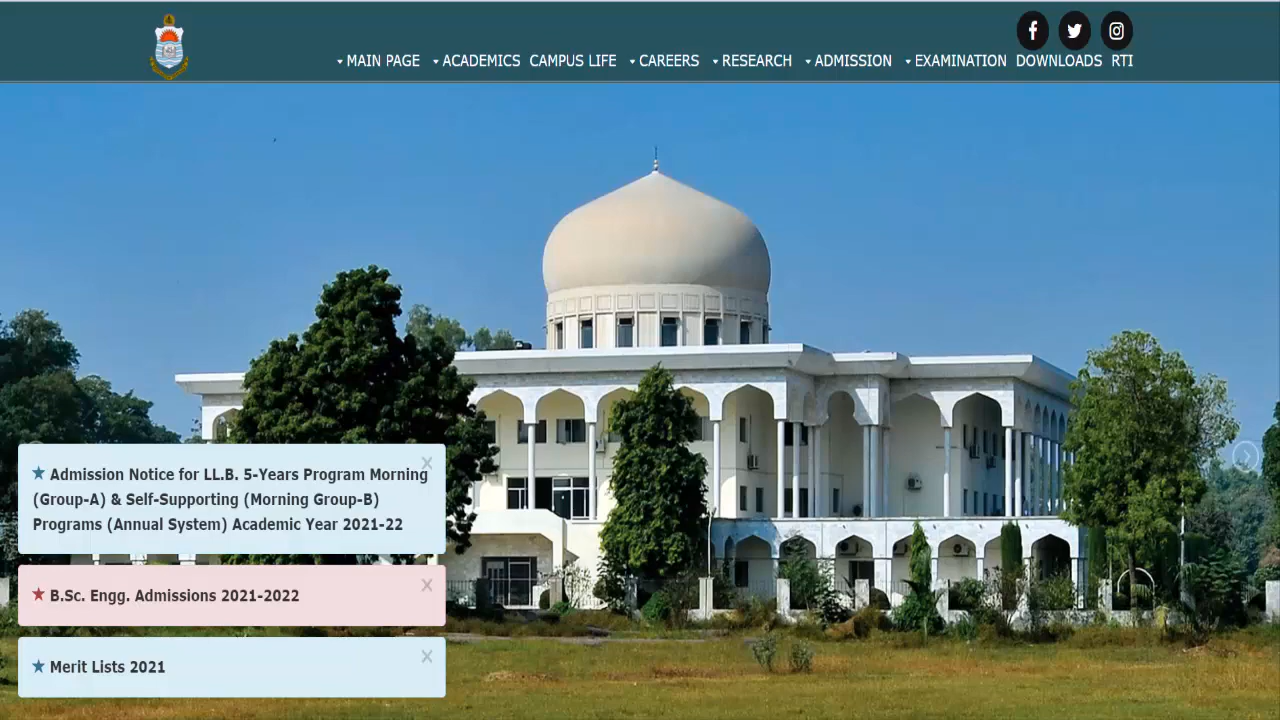 MAIN PAGE ACADEMICS CAMPUS LIFE CAREERS RESEARCH ADMISSION EXAMINATION DOWNLOADS RTI
Admission Notice for LL.B. 5-Years Program Morning
(Group-A) & Self-Supporting (Morning Group-B)
Programs (Annual System) Academic Year 2021-22
B.Sc. Engg. Admissions 2021-2022
Merit Lists 2021